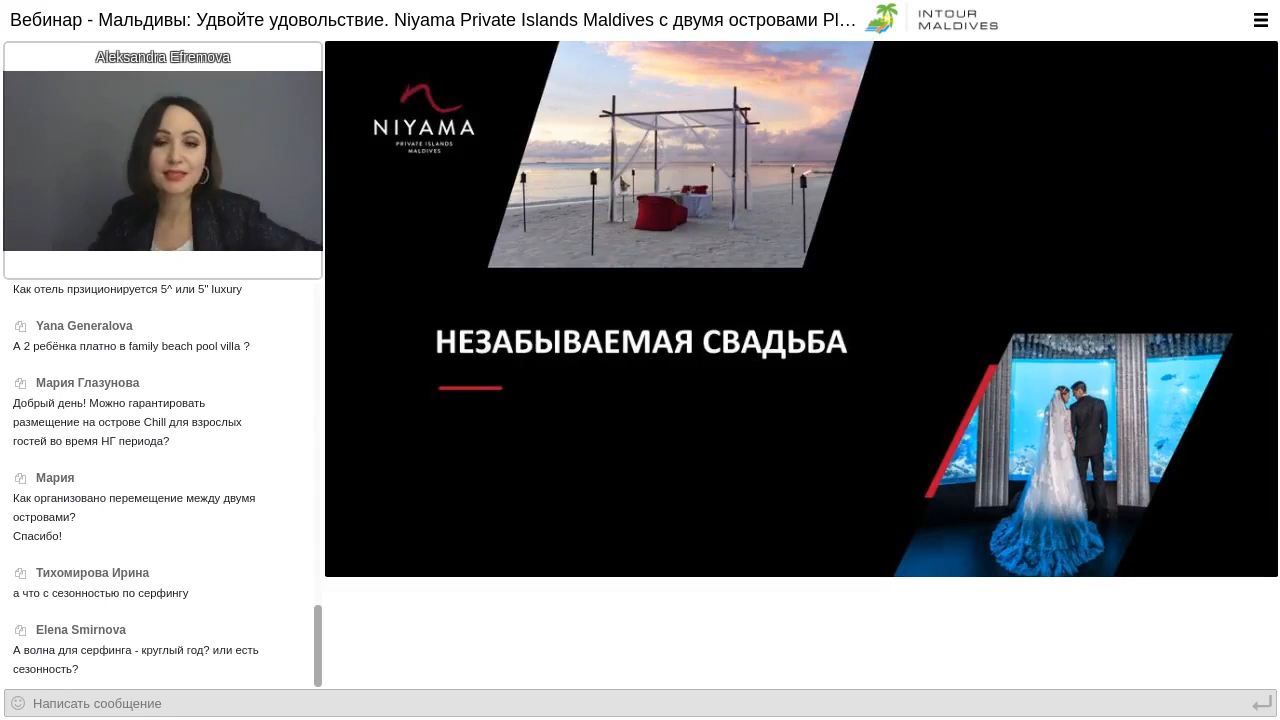 Вебинар - Мальдивы: Удвойте удовольствие. Niyama Private Islands Maldives с двумя островами Pl…
INTOUR
MALDIVES
Aleksandra Efremova
NIYAMA
PRIVATE ISLANDS
MALDIVES
НЕЗАБЫВАЕМАЯ СВАДЬБА
Как отель прзиционируется 5^ или 5" luxury
Yana Generalova
А 2 ребёнка платно в family beach pool villa ?
Мария Глазунова
Добрый день! Можно гарантировать
размещение на острове Chill для взрослых
гостей во время НГ периода?
Мария
Как организовано перемещение между двумя
островами?
Спасибо!
Тихомирова Ирина
а что с сезонностью по серфингу
Elena Smirnova
А волна для серфинга - круглый год? или есть
сезонность?
Написать сообщение